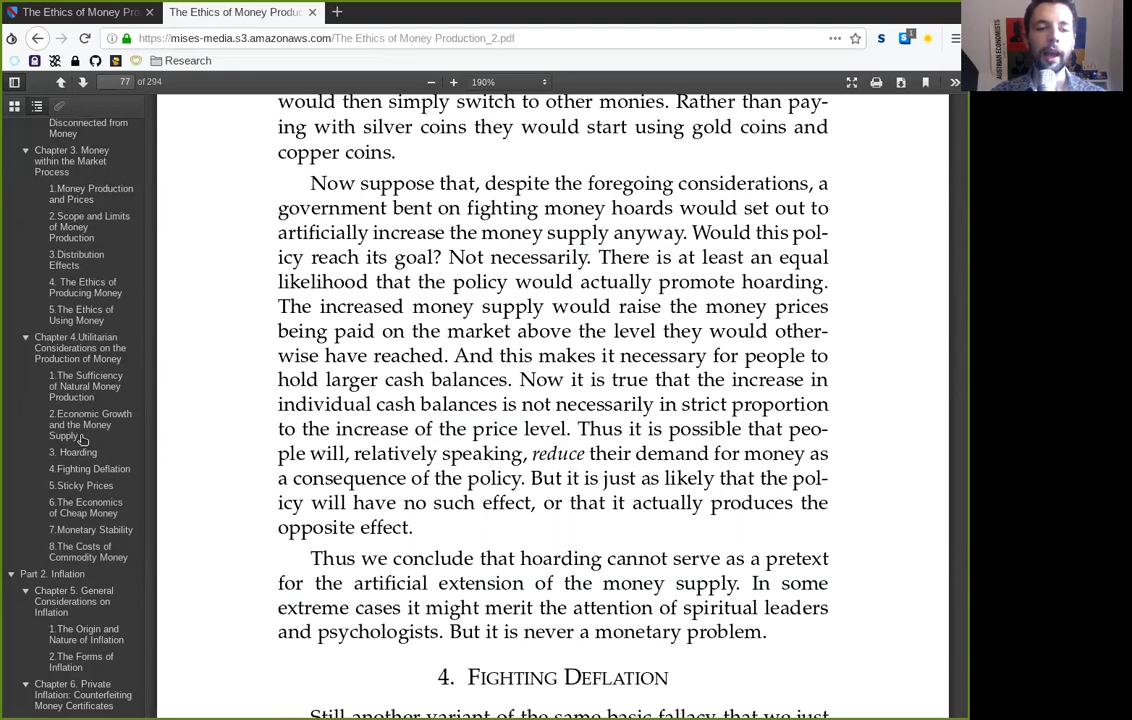 The Ethics of Money Pro
The Ethics of Money Produc
https://mises-media.s3.amazonaws.com/The Ethics of Money Production_2.pdf
S
1
Research
77 of 294
190%
Disconnected from
Money
Chapter 3. Money
within the Market
Process
1.Money Production
and Prices
2.Scope and Limits
of Money
Production
3.Distribution
Effects
4. The Ethics of
Producing Money
5.The Ethics of
Using Money
Chapter 4.Utilitarian
Considerations on the
Production of Money
1.The Sufficiency
of Natural Money
Production
2.Economic Growth
and the Money
Supply
3. Hoarding
4.Fighting Deflation
5.Sticky Prices
6.The Economics
of Cheap Money
7.Monetary Stability
8.The Costs of
Commodity Money
Part 2. Inflation
Chapter 5. General
Considerations on
Inflation
1.The Origin and
Nature of Inflation
2.The Forms of
Inflation
Chapter 6. Private
Inflation: Counterfeiting
Money Certificates
would then simply switch to other monies. Rather than pay-
ing with silver coins they would start using gold coins and
copper coins.
Now suppose that, despite the foregoing considerations, a
government bent on fighting money hoards would set out to
artificially increase the money supply anyway. Would this pol-
icy reach its goal? Not necessarily. There is at least an equal
likelihood that the policy would actually promote hoarding.
The increased money supply would raise the money prices
being paid on the market above the level they would other-
wise have reached. And this makes it necessary for people to
hold larger cash balances. Now it is true that the increase in
individual cash balances is not necessarily in strict proportion
to the increase of the price level. Thus it is possible that peo-
ple will, relatively speaking, reduce their demand for money as
a consequence of the policy. But it is just as likely that the pol-
icy will have no such effect, or that it actually produces the
opposite effect.
Thus we conclude that hoarding cannot serve as a pretext
for the artificial extension of the money supply. In some
extreme cases it might merit the attention of spiritual leaders
and psychologists. But it is never a monetary problem.
4. FIGHTING DEFLATION
Still another variant of the same basic fallacy that we just
AUSTRIAN ECONOMISTS